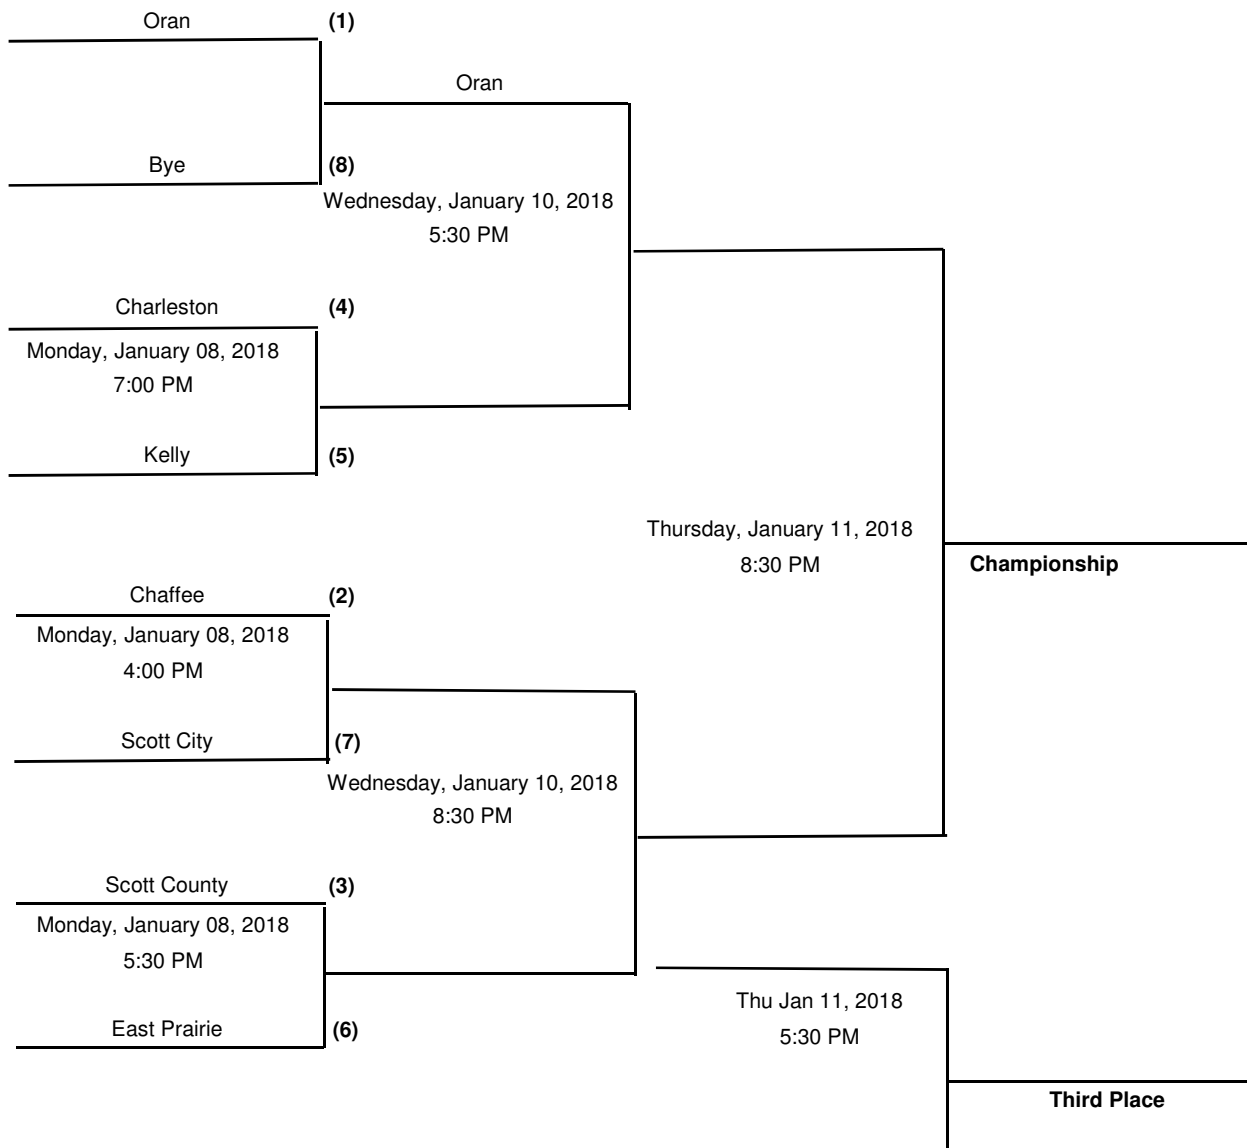 Oran (1)
Oran
Bye (8)
Wednesday, January 10, 2018
5:30 PM
Charleston (4)
Monday, January 08, 2018
7:00 PM
Kelly (5)
Thursday, January 11, 2018
8:30 PM
Championship
Chaffee (2)
Monday, January 08, 2018
4:00 PM
Scott City (7)
Wednesday, January 10, 2018
8:30 PM
Scott County (3)
Monday, January 08, 2018
5:30 PM
East Prairie (6)
Thu Jan 11, 2018
5:30 PM
Third Place